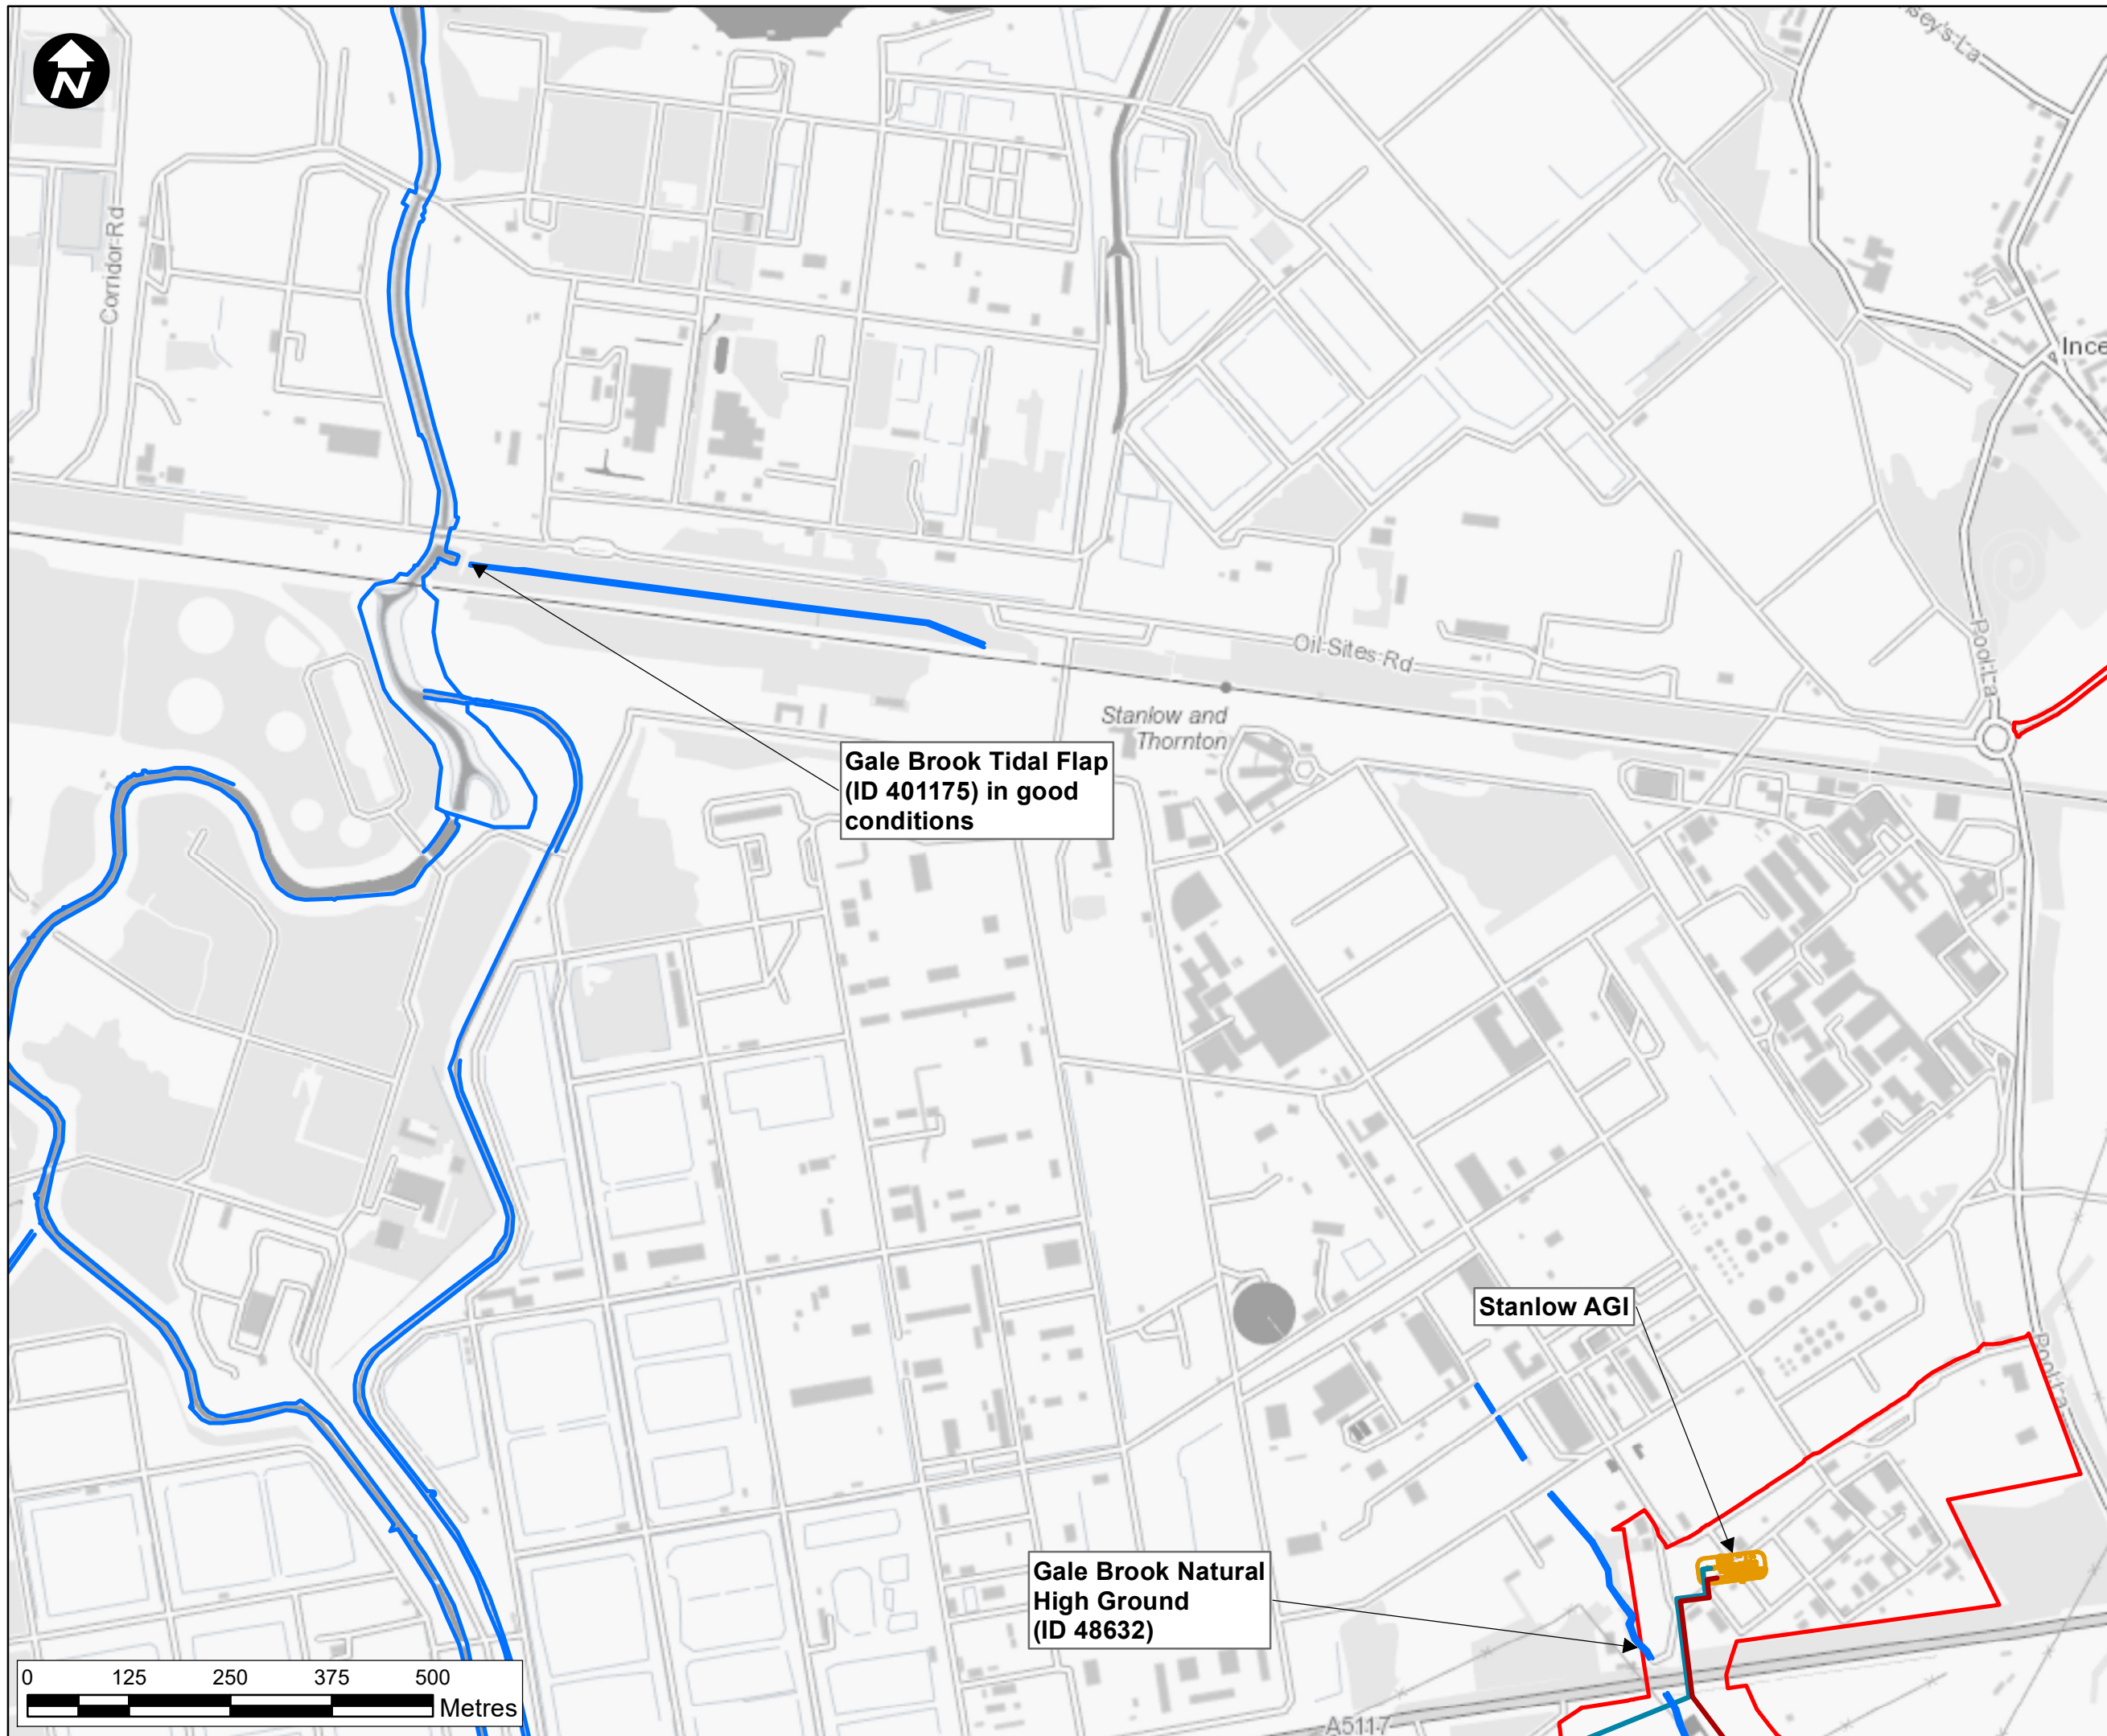 N
sey's La
Corridor Rd
Ince
Oil Sites Rd
Pool La
Stanlow and
Thornton
Gale Brook Tidal Flap
(ID 401175) in good
conditions
Stanlow AGI
Pool La
Gale Brook Natural
High Ground
(ID 48632)
0 125 250 375 500
Metres
A5117